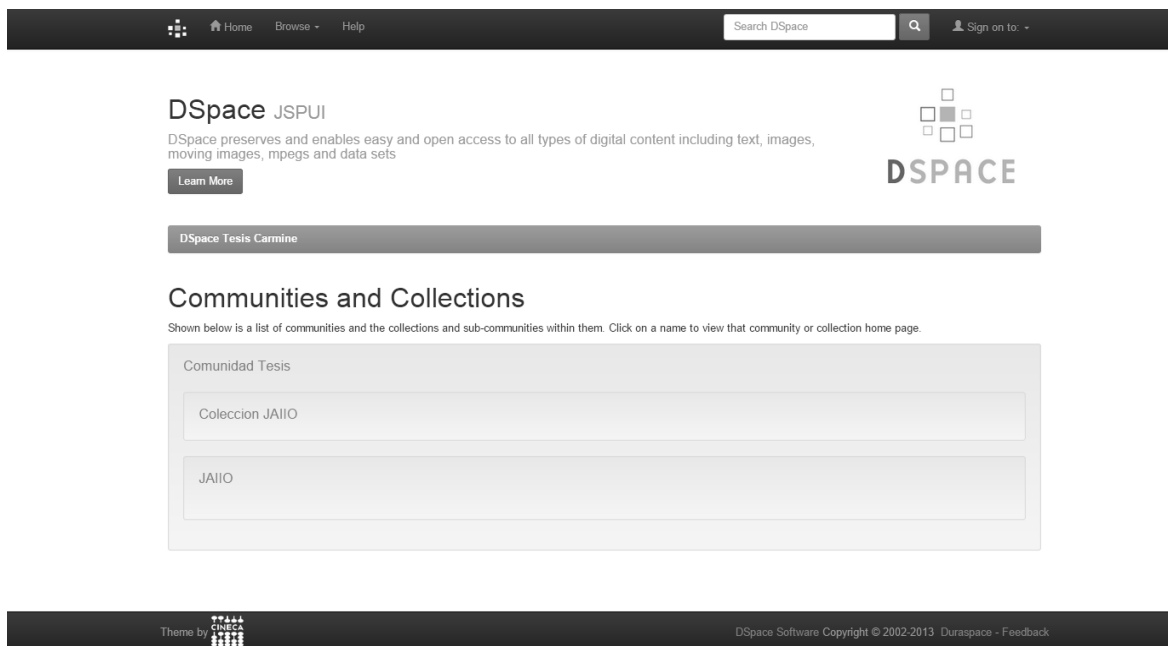 Home Browse Help Search DSpace Sign on to:
DSpace JSPUI
DSpace preserves and enables easy and open access to all types of digital content including text, images,
moving images, mpegs and data sets
Learn More
DSPACE
DSpace Tesis Carmine
Communities and Collections
Shown below is a list of communities and the collections and sub-communities within them. Click on a name to view that community or collection home page.
Comunidad Tesis
Coleccion JAIIO
JAIIO
Theme by CINECA DSpace Software Copyright © 2002-2013 Duraspace - Feedback